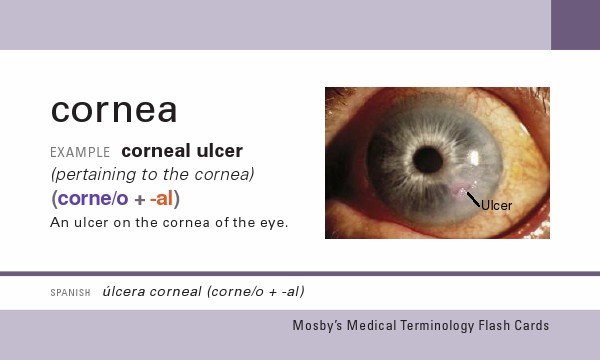 cornea
EXAMPLE corneal ulcer
(pertaining to the cornea)
(corne/o + -al)
An ulcer on the cornea of the eye.
Ulcer
SPANISH úlcera corneal (corne/o + -al)
Mosby's Medical Terminology Flash Cards